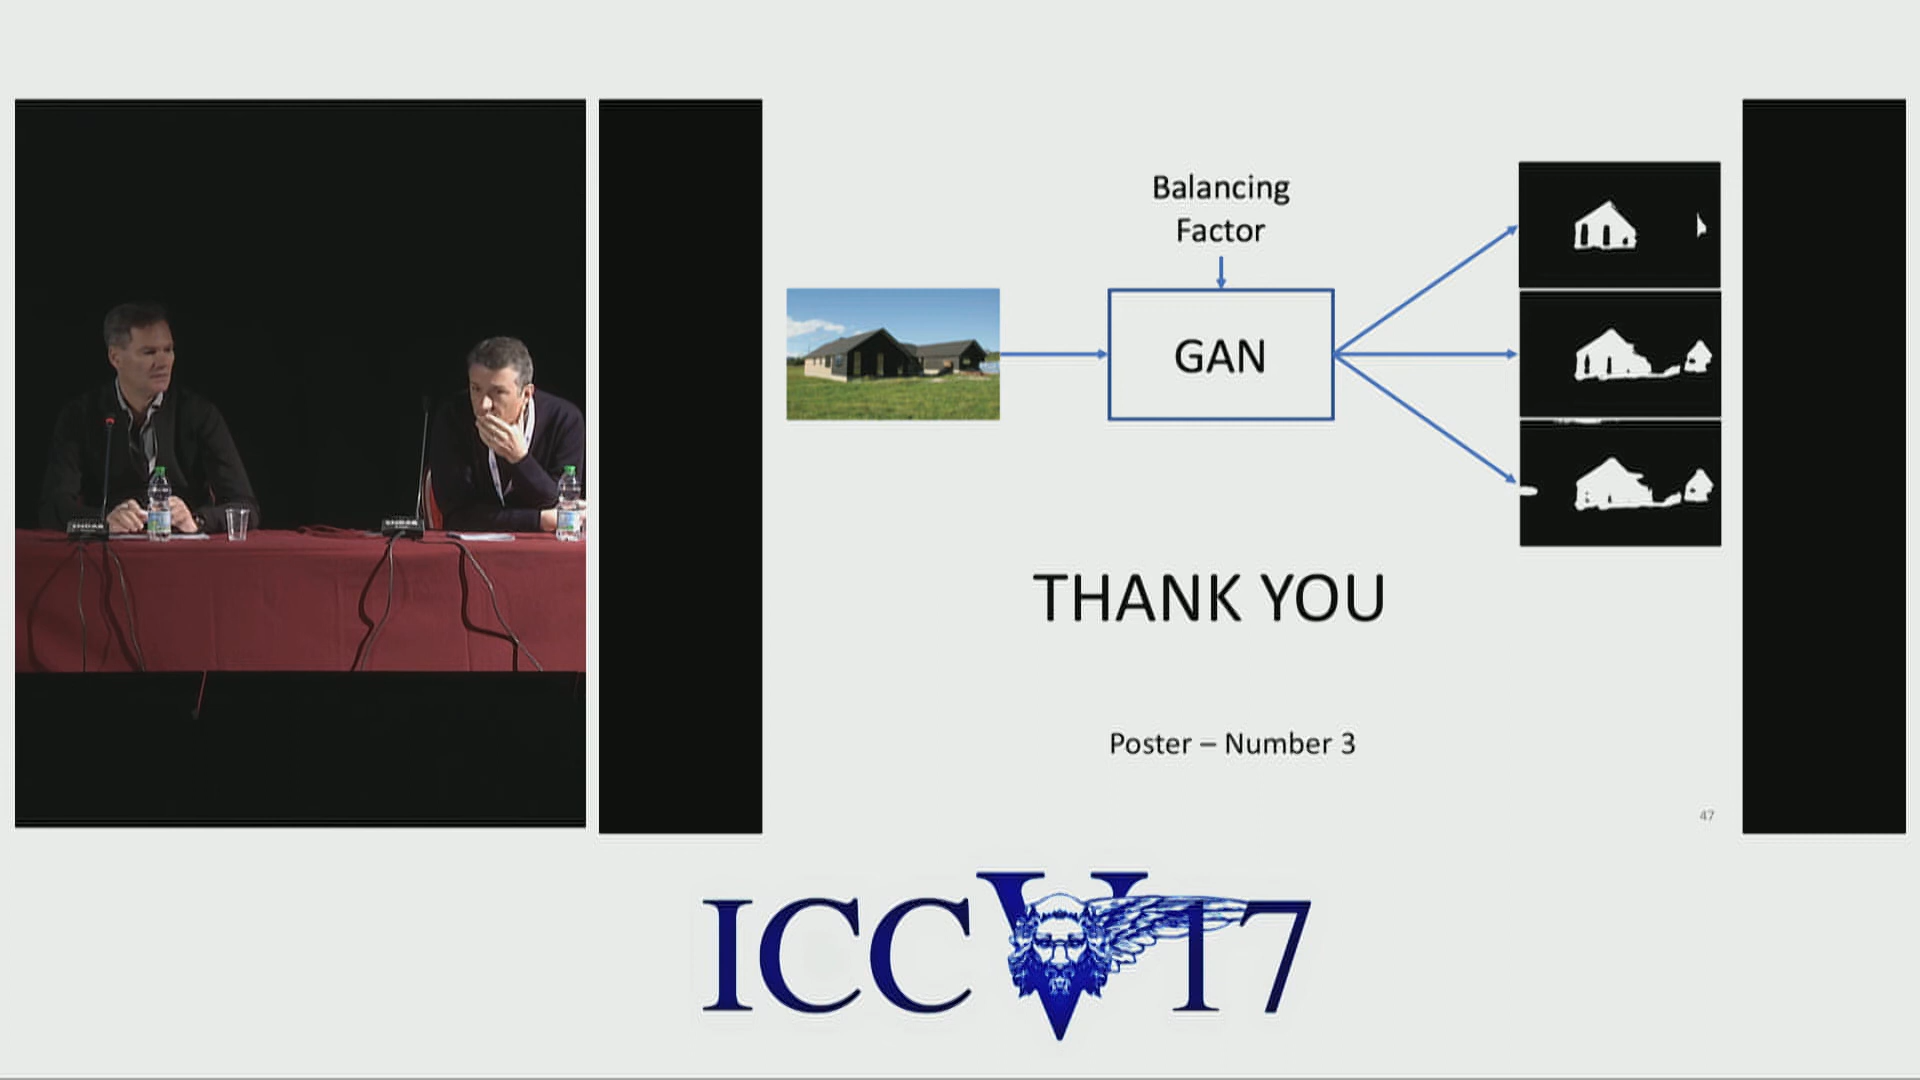 Balancing
Factor
GAN
THANK YOU
Poster – Number 3
47
ICCV17